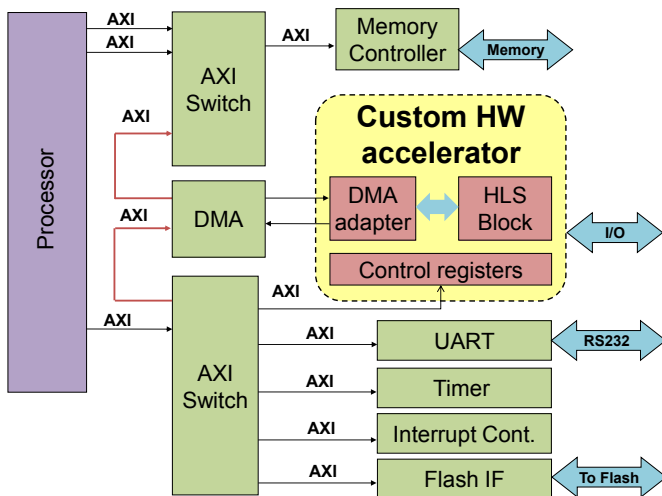 AXI
AXI
AXI
Switch
AXI
Memory
Controller
Memory
AXI
Custom HW
accelerator
Processor
DMA
DMA
adapter
HLS
Block
I/O
AXI
Control registers
AXI
AXI
AXI
Switch
AXI
UART
RS232
AXI
Timer
AXI
Interrupt Cont.
AXI
Flash IF
To Flash